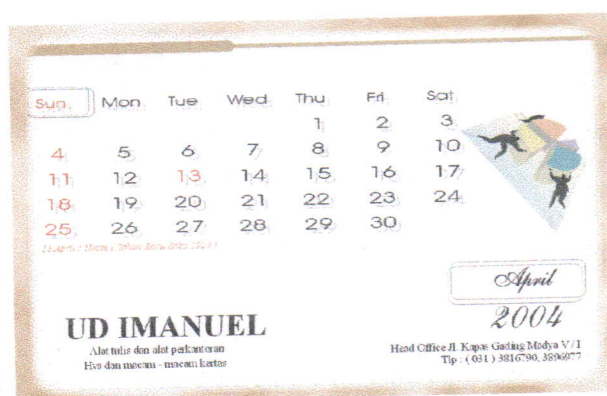 Sun Mon Tue Wed Thu Fri Sat
1 2 3
4 5 6 7 8 9 10
11 12 13 14 15 16 17
18 19 20 21 22 23 24
25 26 27 28 29 30
April
2004
UD IMANUEL
Alat tulis dan alat perkantoran
Hvs dan macam - macam kertas
Head Office Jl. Kapas Gading Madya V / 1
Tlp : ( 031 ) 3816790, 3896977